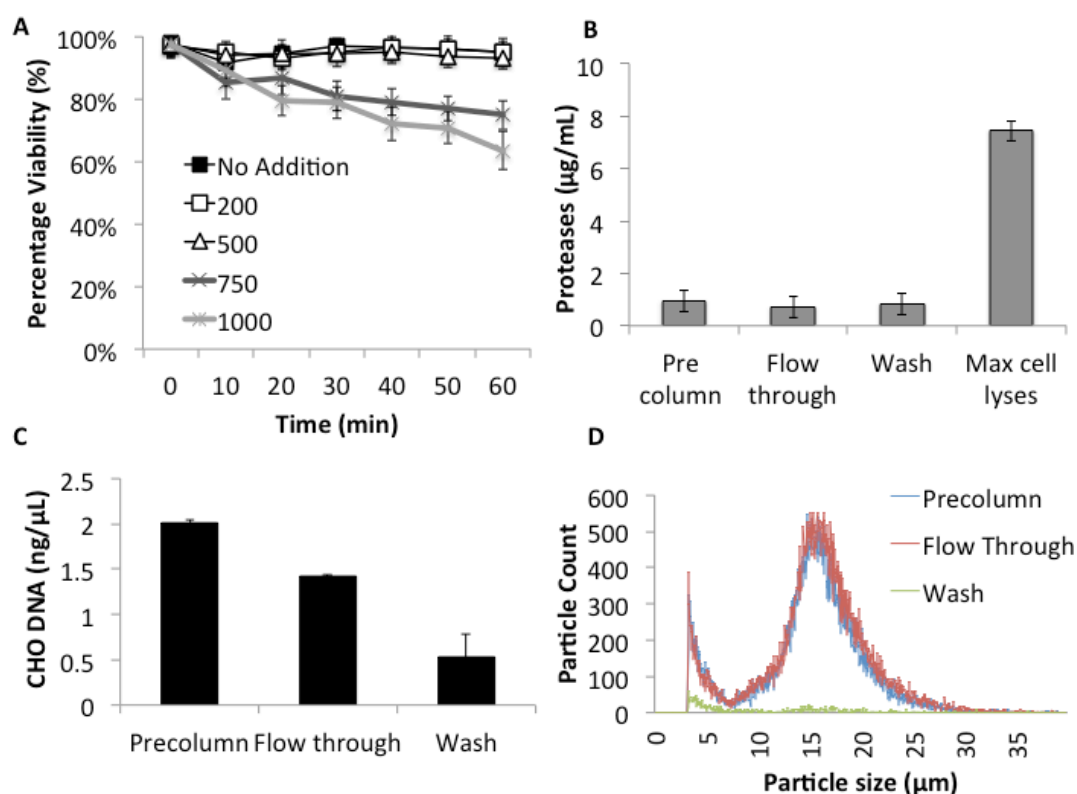 A
Percentage Viability (%)
100%
80%
60%
40%
20%
0%
No Addition
200
500
750
1000
0 10 20 30 40 50 60
Time (min)
B
Proteases (µg/mL)
10
8
6
4
2
0
Pre column
Flow through
Wash
Max cell lyses
C
CHO DNA (ng/µL)
2.5
2
1.5
1
0.5
0
Precolumn Flow through Wash
D
Particle Count
600
500
400
300
200
100
0
Precolumn
Flow Through
Wash
0 5 10 15 20 25 30 35
Particle size (µm)